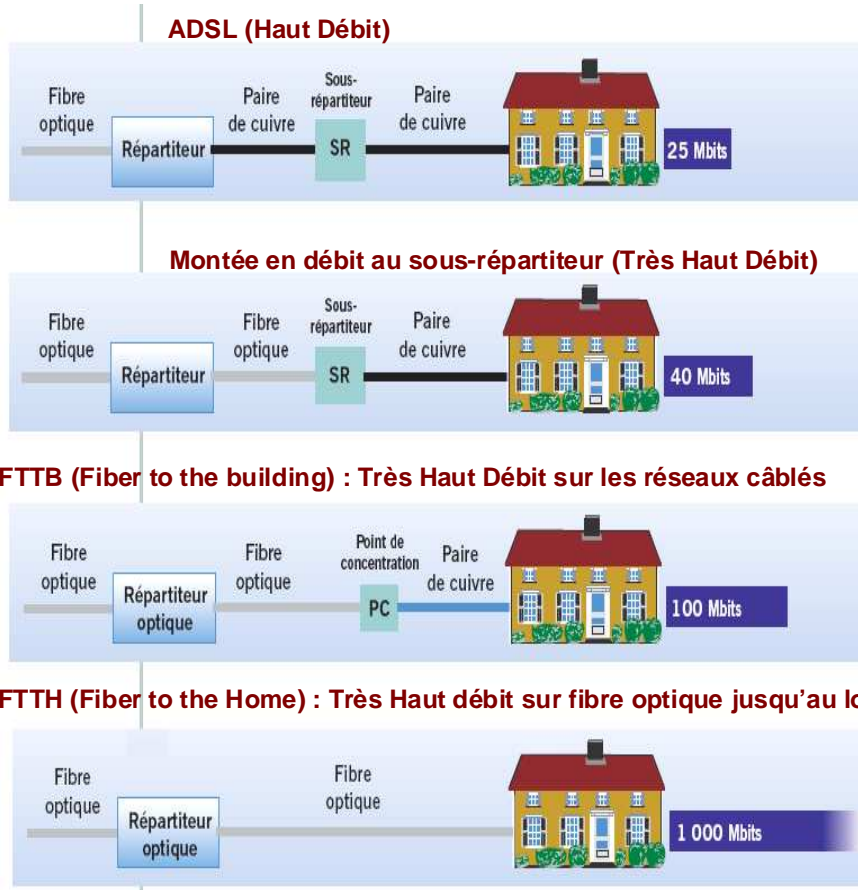 ADSL (Haut Débit)
Fibre
optique
Répartiteur
Paire
de cuivre
Sous-
répartiteur
SR
Paire
de cuivre
25 Mbits
Montée en débit au sous-répartiteur (Très Haut Débit)
Fibre
optique
Répartiteur
Fibre
optique
Sous-
répartiteur
SR
Paire
de cuivre
40 Mbits
FTTB (Fiber to the building) : Très Haut Débit sur les réseaux câblés
Fibre
optique
Répartiteur
optique
Fibre
optique
Point de
concentration
PC
Paire
de cuivre
100 Mbits
FTTH (Fiber to the Home) : Très Haut débit sur fibre optique jusqu'au lo
Fibre
optique
Répartiteur
optique
Fibre
optique
1 000 Mbits